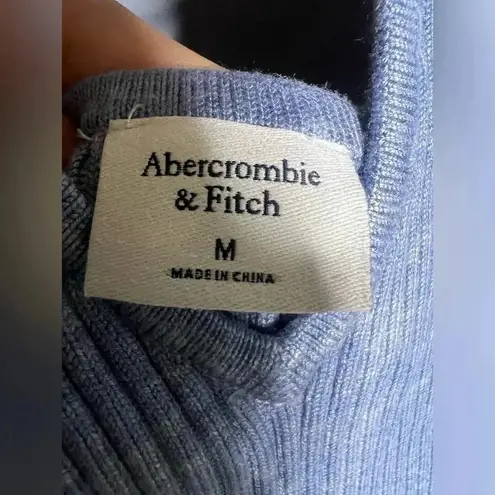 Abercrombie
& Fitch
M
MADE IN CHINA